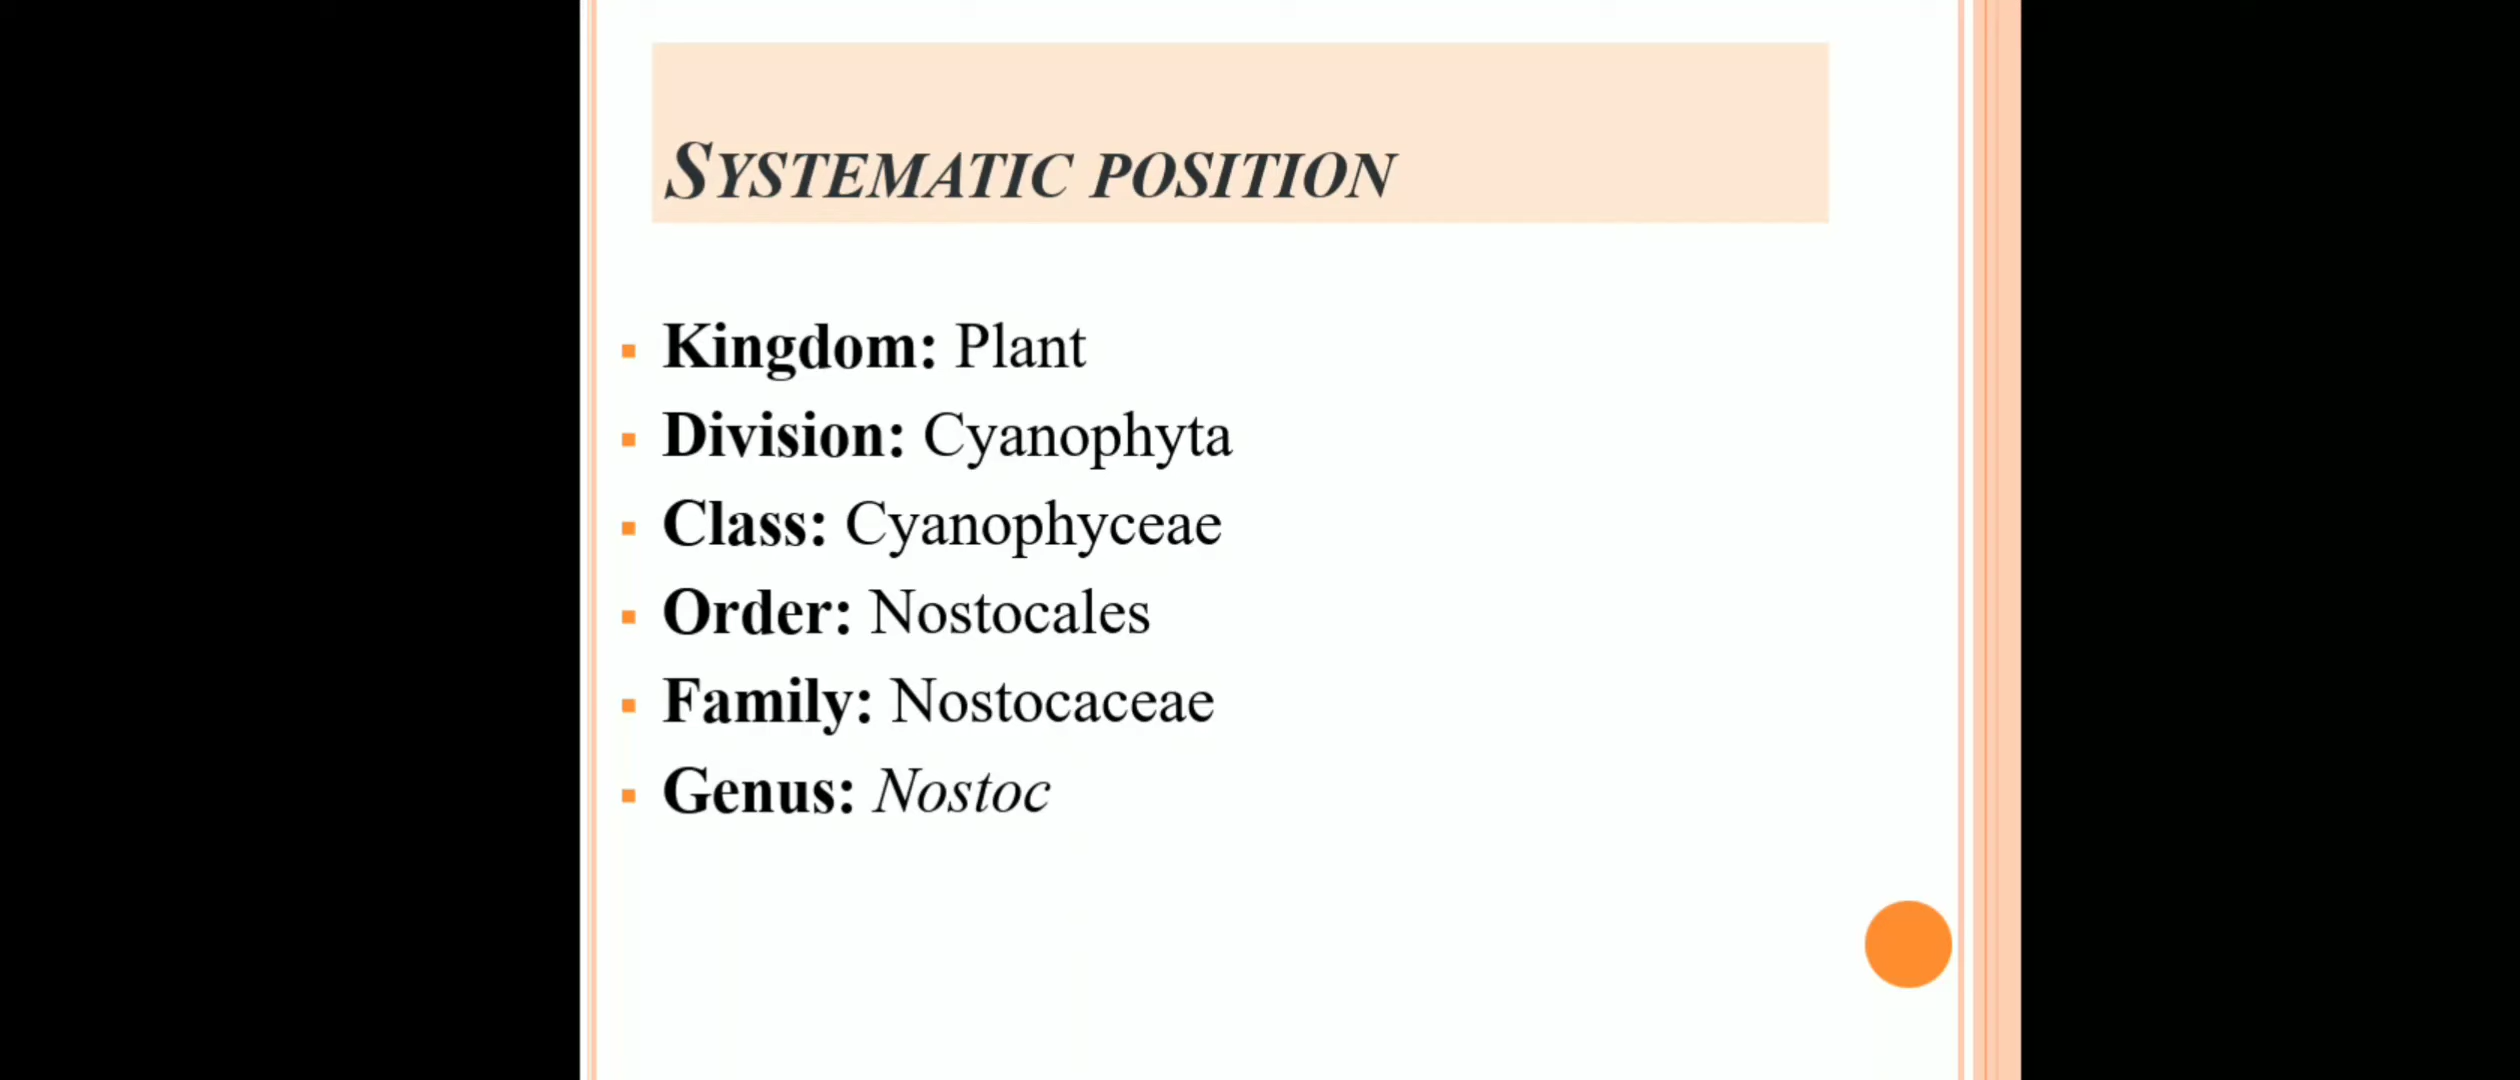 SYSTEMATIC POSITION
Kingdom: Plant
Division: Cyanophyta
Class: Cyanophyceae
Order: Nostocales
Family: Nostocaceae
Genus: Nostoc